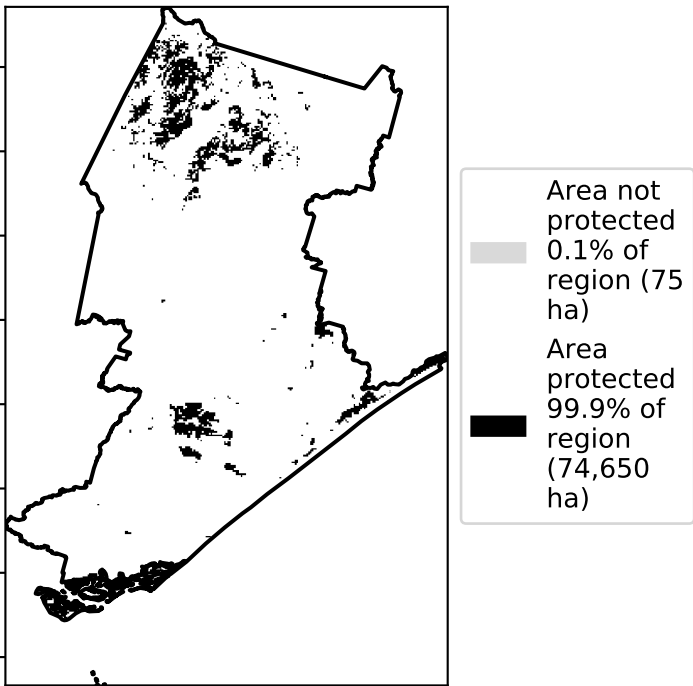 Area not
protected
0.1% of
region (75
ha)
Area
protected
99.9% of
region
(74,650
ha)